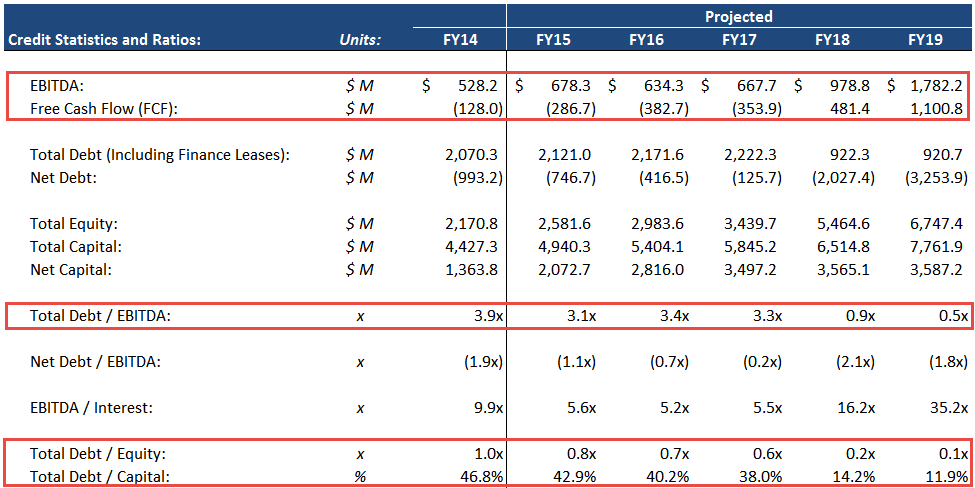 Projected
Credit Statistics and Ratios: Units: FY14 FY15 FY16 FY17 FY18 FY19
EBITDA: $ M $ 528.2 $ 678.3 $ 634.3 $ 667.7 $ 978.8 $ 1,782.2
Free Cash Flow (FCF): $ M (128.0) (286.7) (382.7) (353.9) 481.4 1,100.8
Total Debt (Including Finance Leases): $ M 2,070.3 2,121.0 2,171.6 2,222.3 922.3 920.7
Net Debt: $ M (993.2) (746.7) (416.5) (125.7) (2,027.4) (3,253.9)
Total Equity: $ M 2,170.8 2,581.6 2,983.6 3,439.7 5,464.6 6,747.4
Total Capital: $ M 4,427.3 4,940.3 5,404.1 5,845.2 6,514.8 7,761.9
Net Capital: $ M 1,363.8 2,072.7 2,816.0 3,497.2 3,565.1 3,587.2
Total Debt / EBITDA: x 3.9x 3.1x 3.4x 3.3x 0.9x 0.5x
Net Debt / EBITDA: x (1.9x) (1.1x) (0.7x) (0.2x) (2.1x) (1.8x)
EBITDA / Interest: x 9.9x 5.6x 5.2x 5.5x 16.2x 35.2x
Total Debt / Equity: x 1.0x 0.8x 0.7x 0.6x 0.2x 0.1x
Total Debt / Capital: % 46.8% 42.9% 40.2% 38.0% 14.2% 11.9%